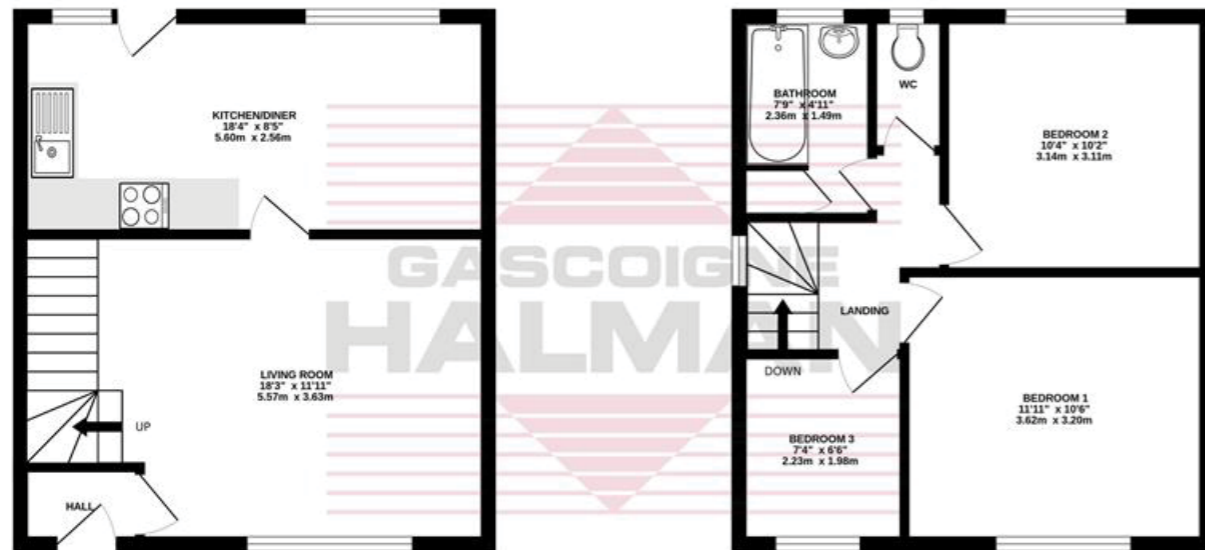 KITCHEN/DINER
18'4" x 8'5"
5.60m x 2.56m
LIVING ROOM
18'3" x 11'11"
5.57m x 3.63m
UP
HALL
GASCOIGNE
HALMAN
BATHROOM
7'9" x 4'11"
2.36m x 1.49m
WC
BEDROOM 2
10'4" x 10'2"
3.14m x 3.11m
LANDING
DOWN
BEDROOM 1
11'11" x 10'6"
3.62m x 3.20m
BEDROOM 3
7'4" x 6'6"
2.23m x 1.98m